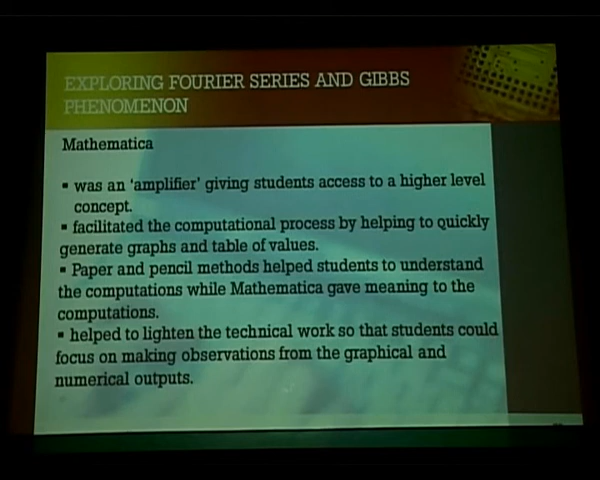 EXPLORING FOURIER SERIES AND GIBBS
PHENOMENON
Mathematica
▪ was an 'amplifier' giving students access to a higher level
concept.
▪ facilitated the computational process by helping to quickly
generate graphs and table of values.
▪ Paper and pencil methods helped students to understand
the computations while Mathematica gave meaning to the
computations.
▪ helped to lighten the technical work so that students could
focus on making observations from the graphical and
numerical outputs.